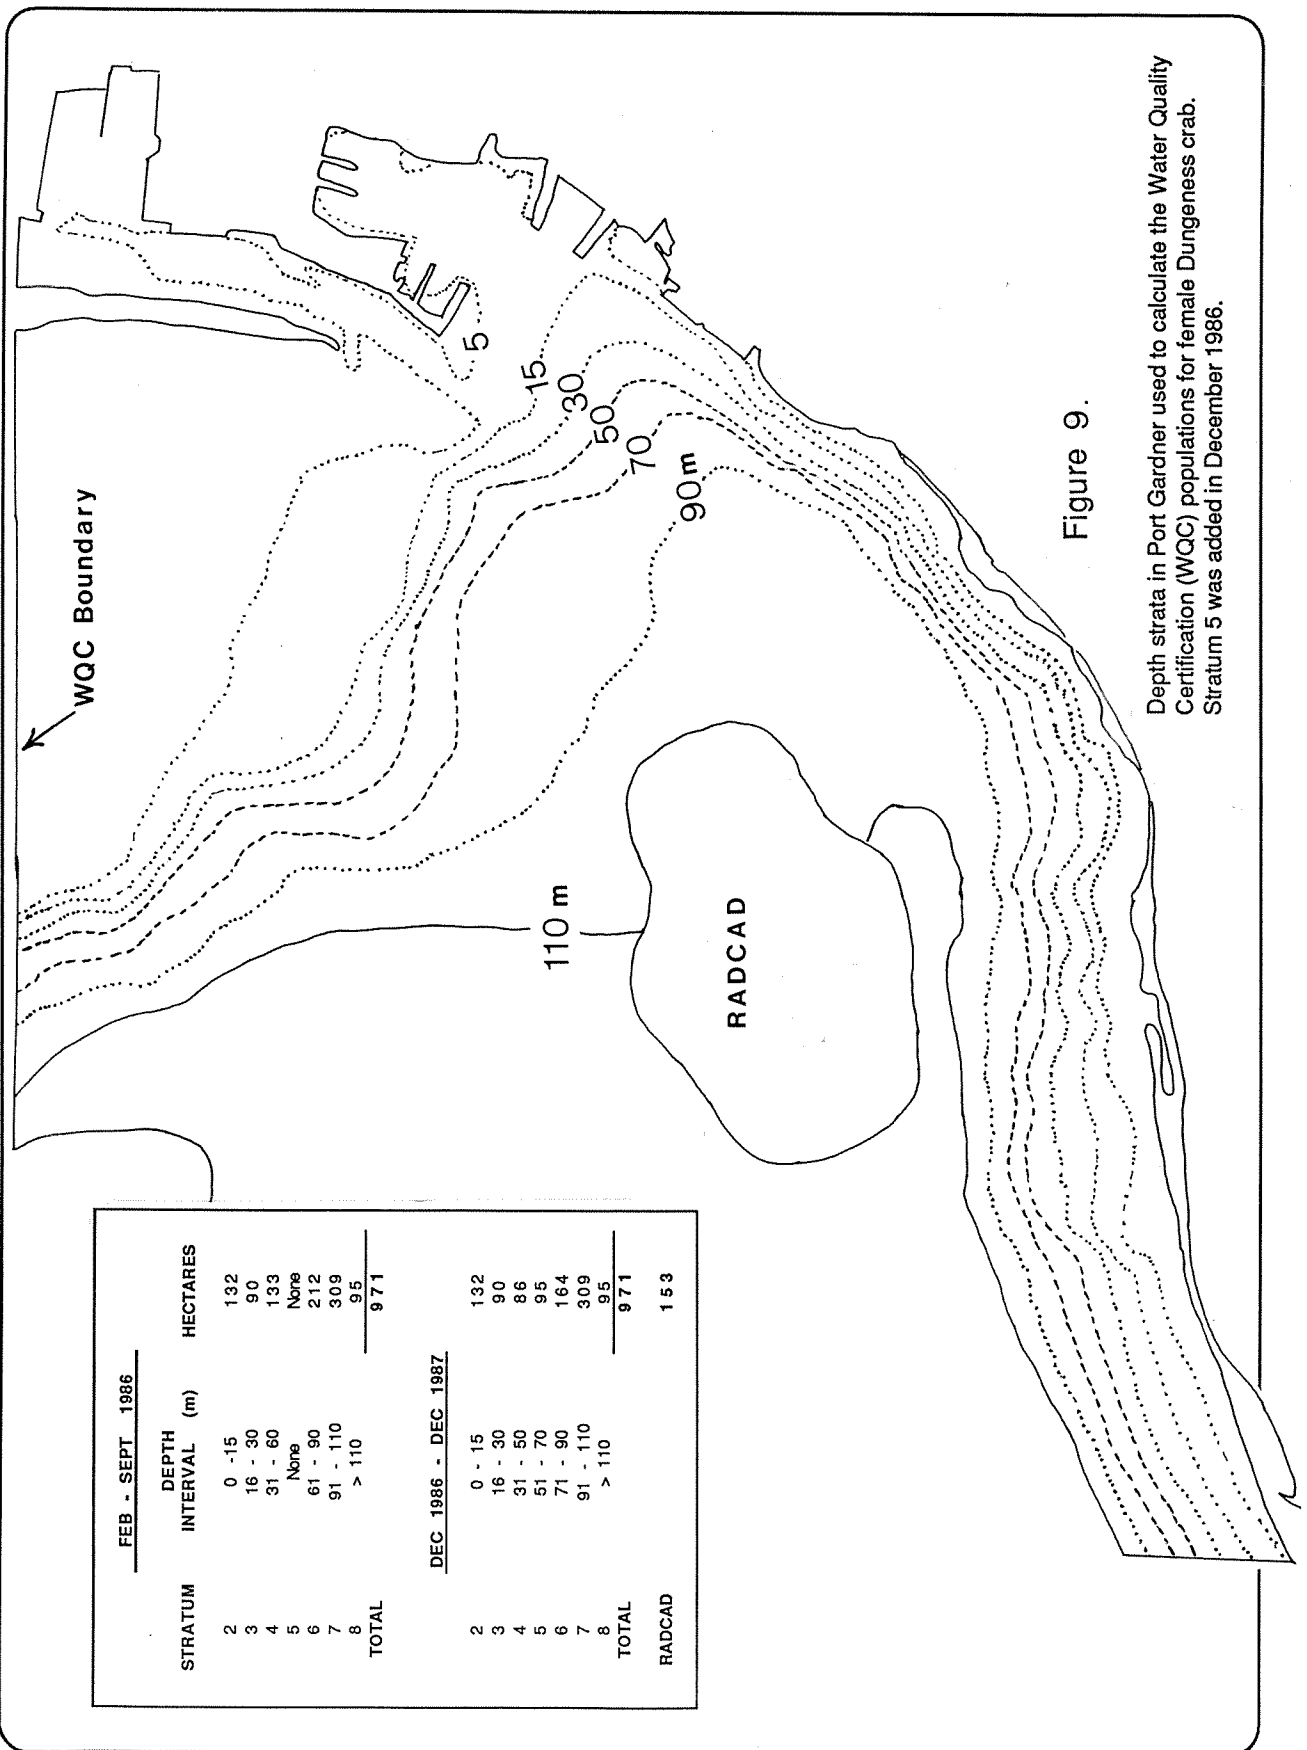 WQC Boundary
5
15
30
50
70
90 m
110 m
RADCAD
FEB - SEPT 1986
STRATUM DEPTH INTERVAL (m) HECTARES
2 0 -15 132
3 16 - 30 90
4 31 - 60 133
5 None None
6 61 - 90 212
7 91 - 110 309
8 > 110 95
TOTAL 971
DEC 1986 - DEC 1987
2 0 - 15 132
3 16 - 30 90
4 31 - 50 86
5 51 - 70 95
6 71 - 90 164
7 91 - 110 309
8 > 110 95
TOTAL 971
RADCAD 153
Figure 9.
Depth strata in Port Gardner used to calculate the Water Quality
Certification (WQC) populations for female Dungeness crab.
Stratum 5 was added in December 1986.